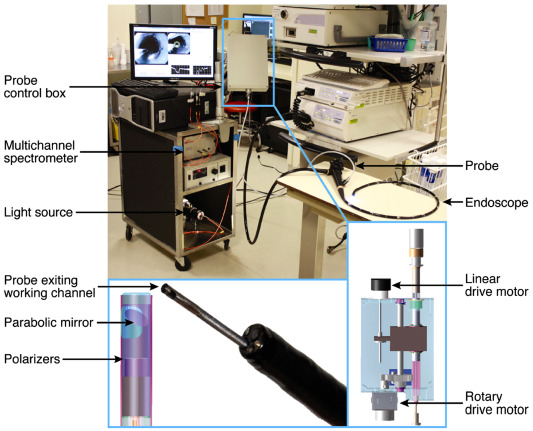 Probe
control box
Multichannel
spectrometer
Light source
Probe
Endoscope
Probe exiting
working channel
Parabolic mirror
Polarizers
Linear
drive motor
Rotary
drive motor